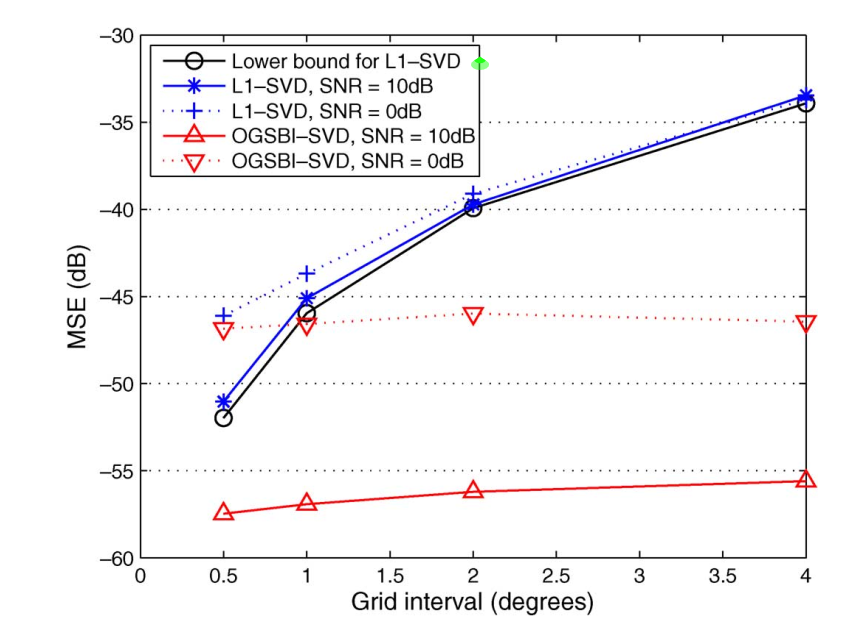 −30
−35
−40
−45
−50
−55
−60
MSE (dB)
Lower bound for L1−SVD
L1−SVD, SNR = 10dB
L1−SVD, SNR = 0dB
OGSBI−SVD, SNR = 10dB
OGSBI−SVD, SNR = 0dB
0 0.5 1 1.5 2 2.5 3 3.5 4
Grid interval (degrees)